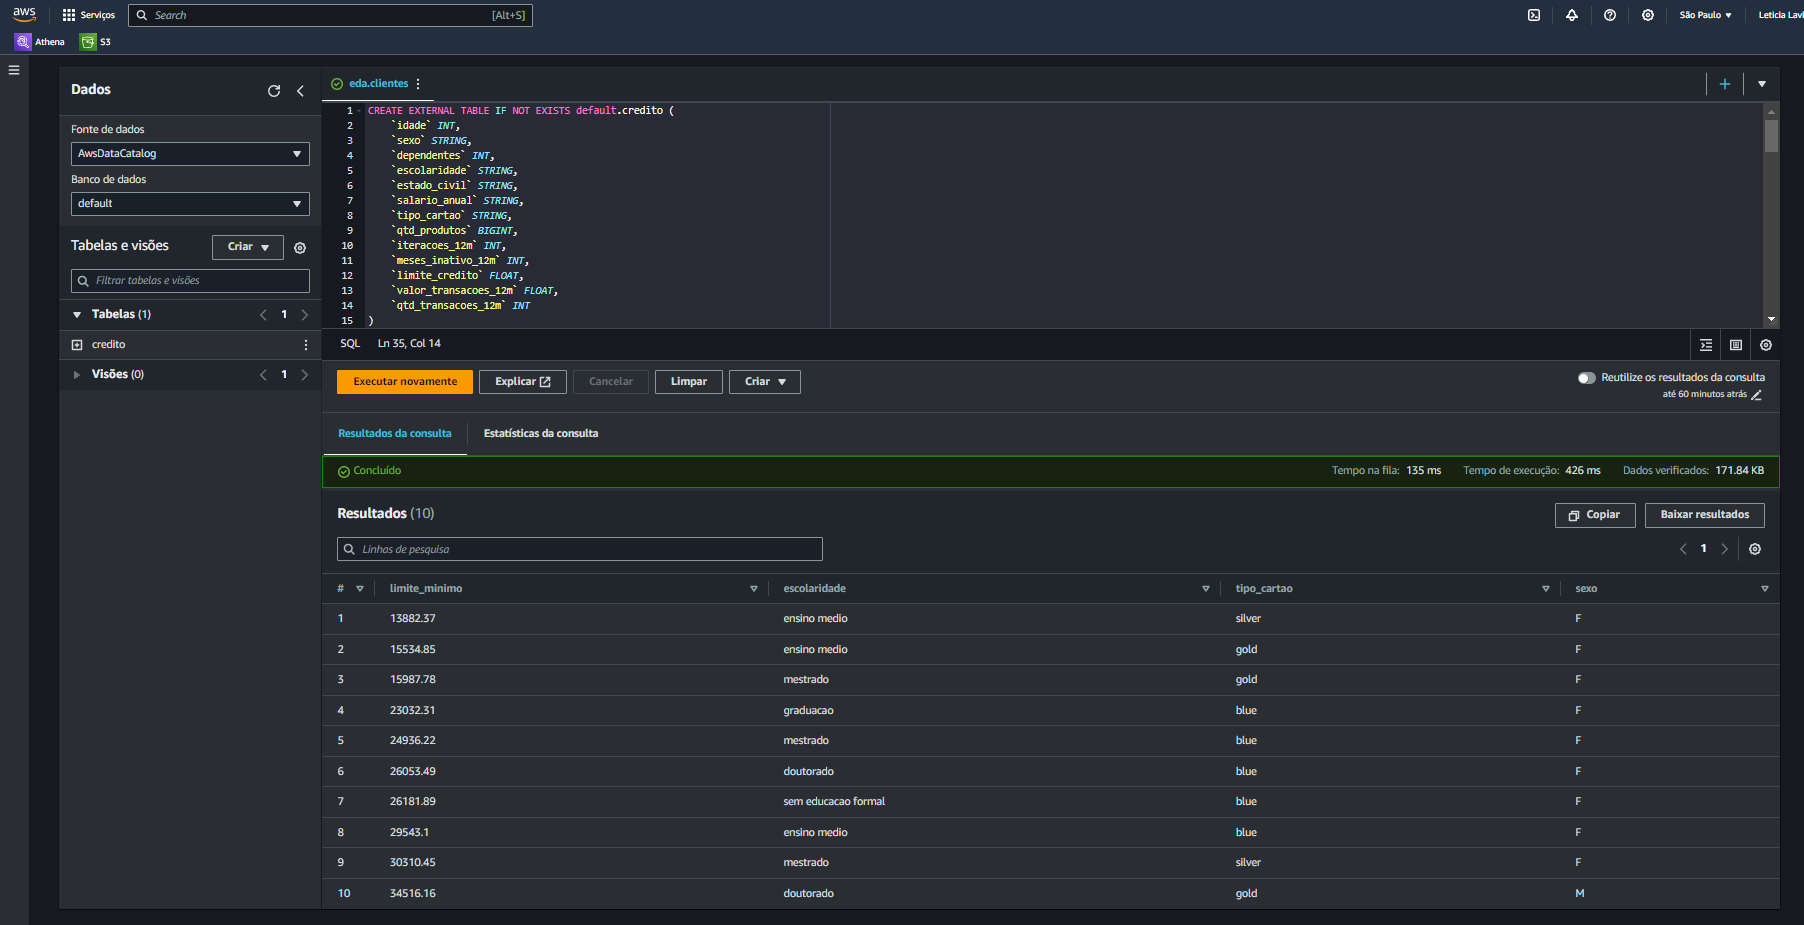 aws Serviços Search [Alt+S] São Paulo Leticia Lavi
Athena S3
Dados
Fonte de dados
AwsDataCatalog
Banco de dados
default
Tabelas e visões Criar
Filtrar tabelas e visões
Tabelas (1) 1
credito
Visões (0) 1
eda.clientes
1 CREATE EXTERNAL TABLE IF NOT EXISTS default.credito (
2 `idade` INT,
3 `sexo` STRING,
4 `dependentes` INT,
5 `escolaridade` STRING,
6 `estado_civil` STRING,
7 `salario_anual` STRING,
8 `tipo_cartao` STRING,
9 `qtd_produtos` BIGINT,
10 `iteracoes_12m` INT,
11 `meses_inativo_12m` INT,
12 `limite_credito` FLOAT,
13 `valor_transacoes_12m` FLOAT,
14 `qtd_transacoes_12m` INT
15 )
SQL Ln 35, Col 14
Executar novamente Explicar Cancelar Limpar Criar
Reutilize os resultados da consulta
até 60 minutos atrás
Resultados da consulta Estatísticas da consulta
Concluído Tempo na fila: 135 ms Tempo de execução: 426 ms Dados verificados: 171.84 KB
Resultados (10) Copiar Baixar resultados
Linhas de pesquisa 1
# limite_minimo escolaridade tipo_cartao sexo
1 13882.37 ensino medio silver F
2 15534.85 ensino medio gold F
3 15987.78 mestrado gold F
4 23032.31 graduacao blue F
5 24936.22 mestrado blue F
6 26053.49 doutorado blue F
7 26181.89 sem educacao formal blue F
8 29543.1 ensino medio blue F
9 30310.45 mestrado silver F
10 34516.16 doutorado gold M